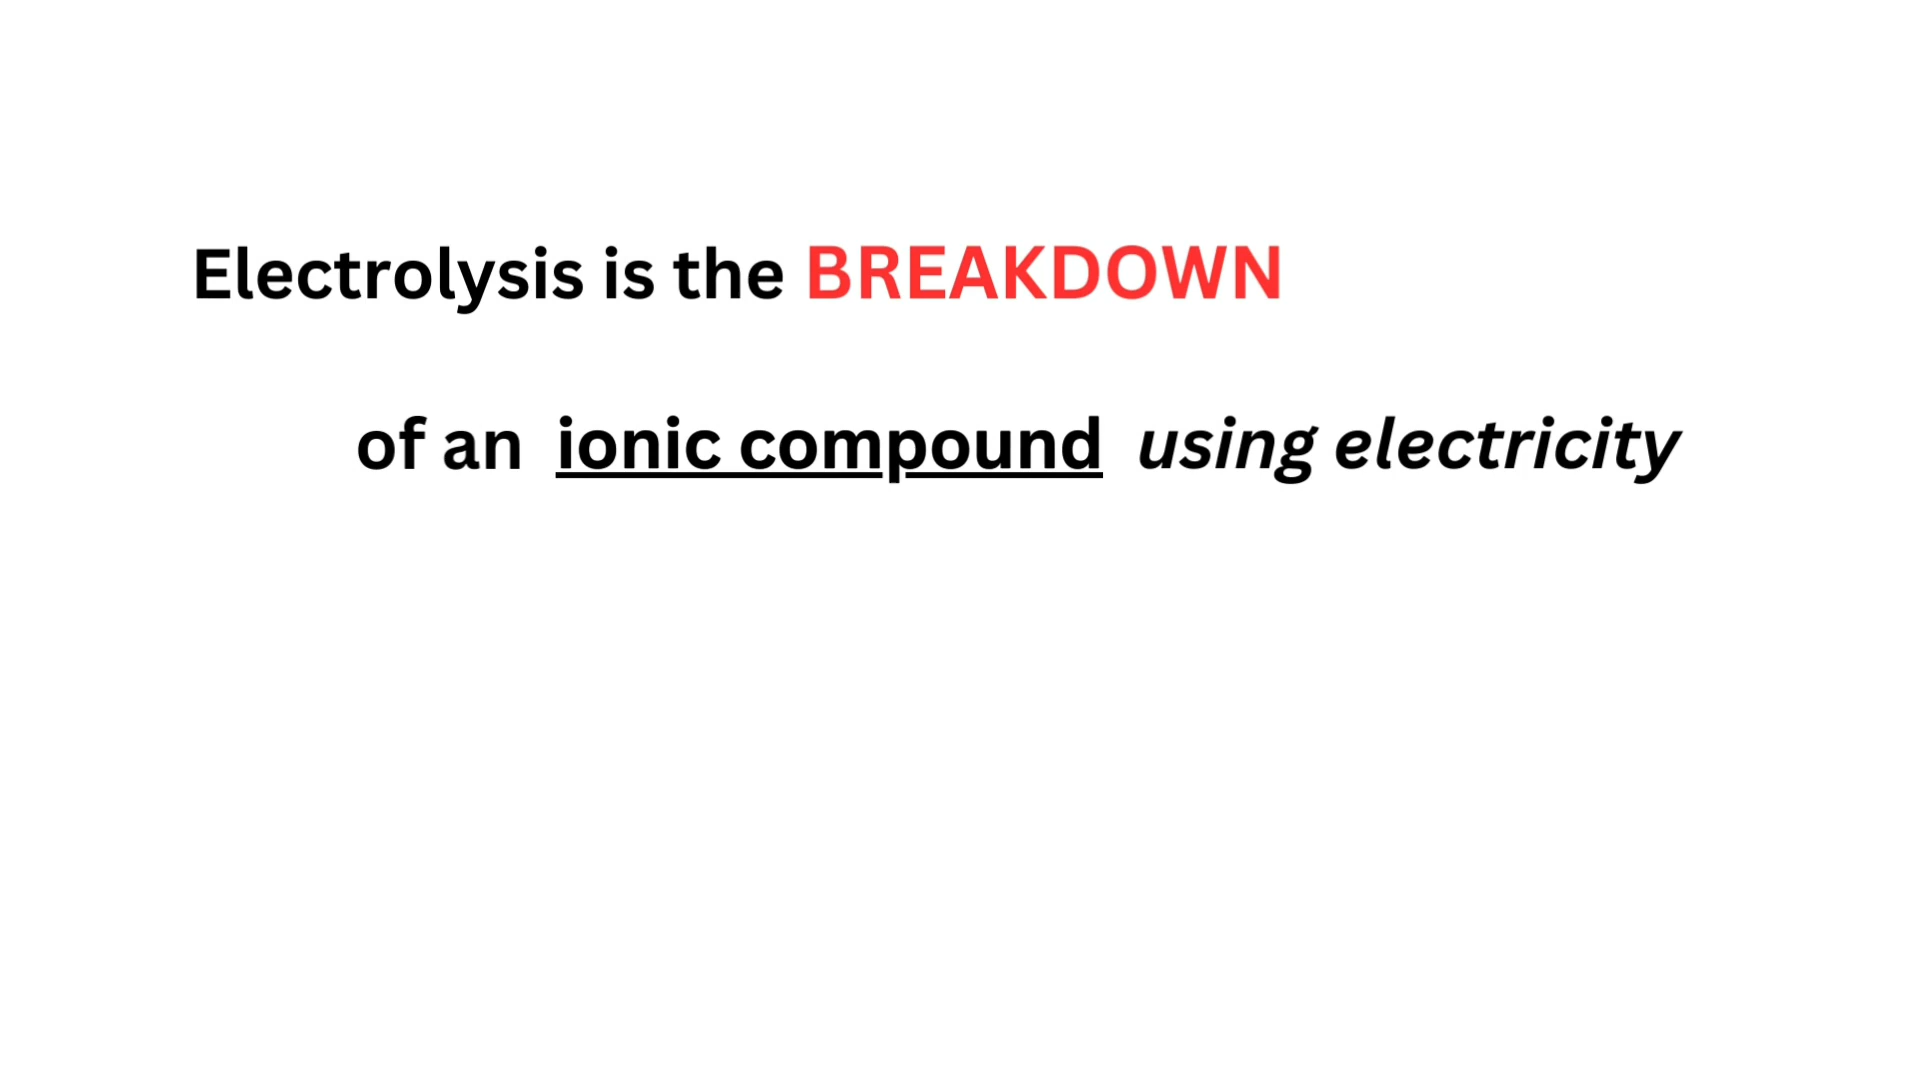 Electrolysis is the BREAKDOWN
of an ionic compound using electricity